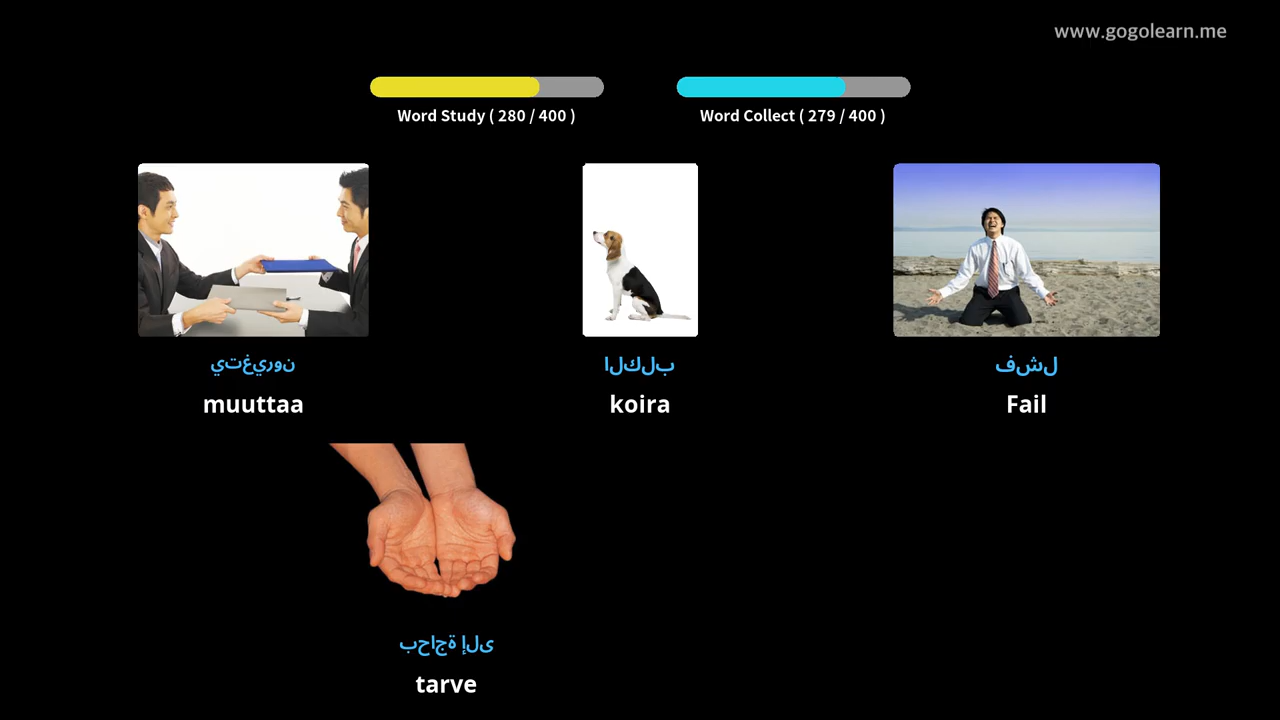 www.gogolearn.me
Word Study ( 280 / 400 )
Word Collect ( 279 / 400 )
يتغيرون
الكلب
فشل
muuttaa
koira
Fail
بحاجة إلى
tarve